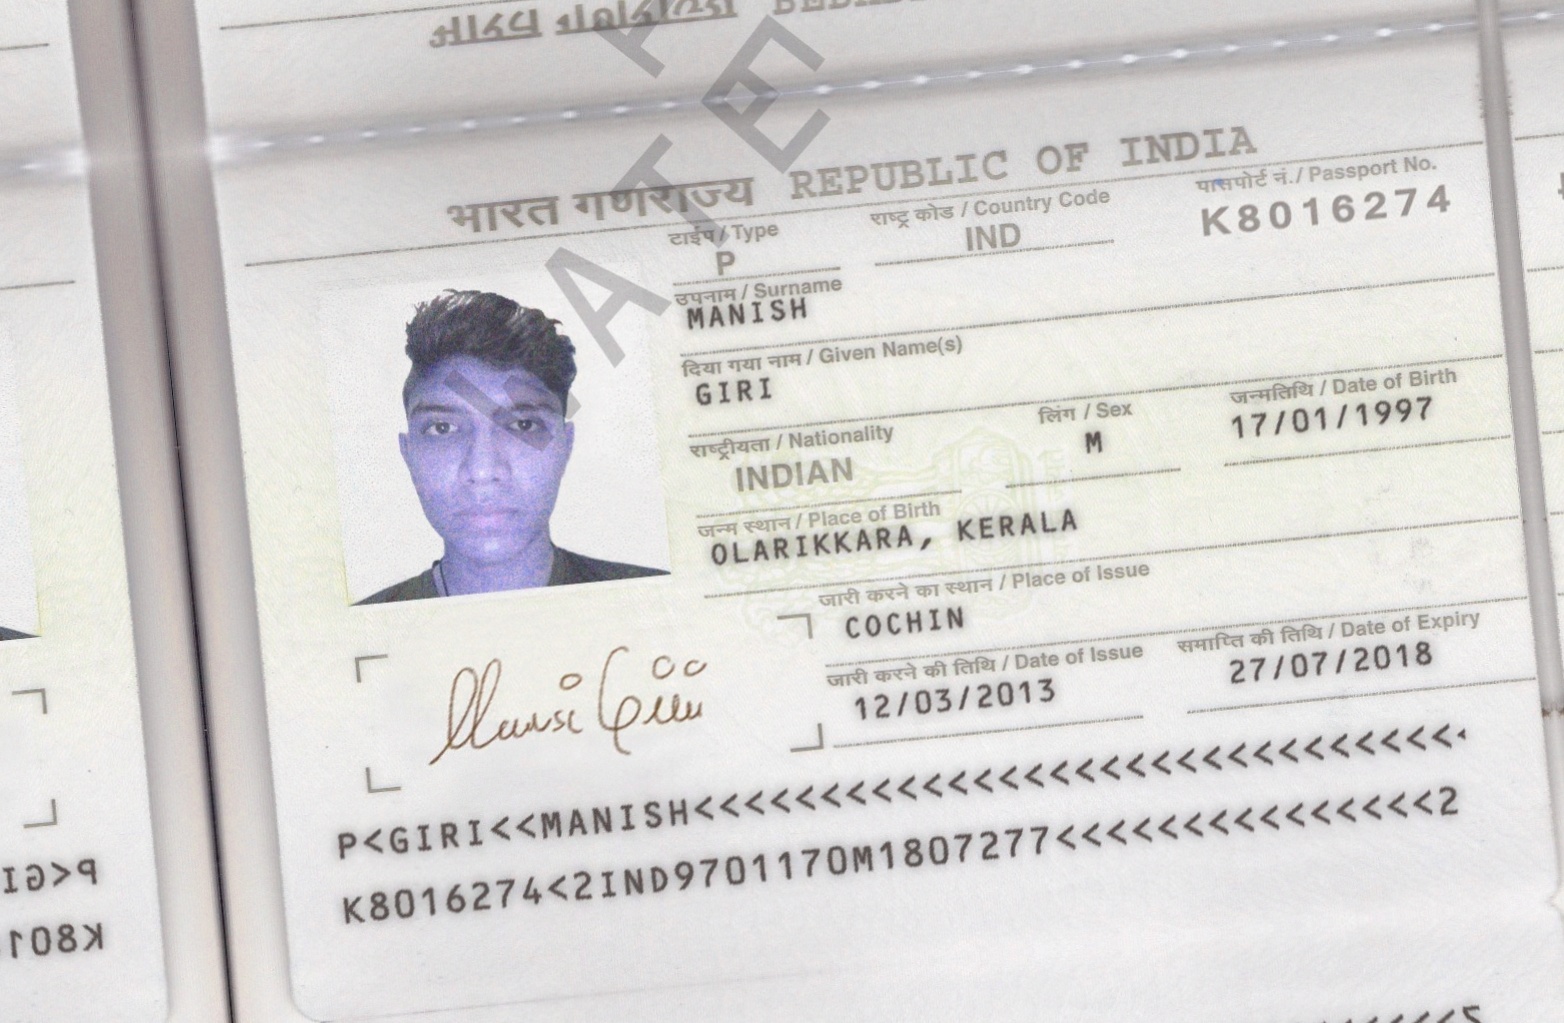 भारत गणराज्य REPUBLIC OF INDIA
टाईप / Type
राष्ट्र कोड / Country Code
पासपोर्ट नं. / Passport No.
P
IND
K8016274
उपनाम / Surname
MANISH
दिया गया नाम / Given Name(s)
GIRI
राष्ट्रीयता / Nationality
लिंग / Sex
जन्मतिथि / Date of Birth
INDIAN
M
17/01/1997
जन्म स्थान / Place of Birth
OLARIKKARA, KERALA
जारी करने का स्थान / Place of Issue
COCHIN
जारी करने की तिथि / Date of Issue
समाप्ति की तिथि / Date of Expiry
12/03/2013
27/07/2018
P<GIRI<<MANISH<<<<<<<<<<<<<<<<<<<<<<<<<<<<<<
K8016274<2IND9701170M1807277<<<<<<<<<<<<<<<2